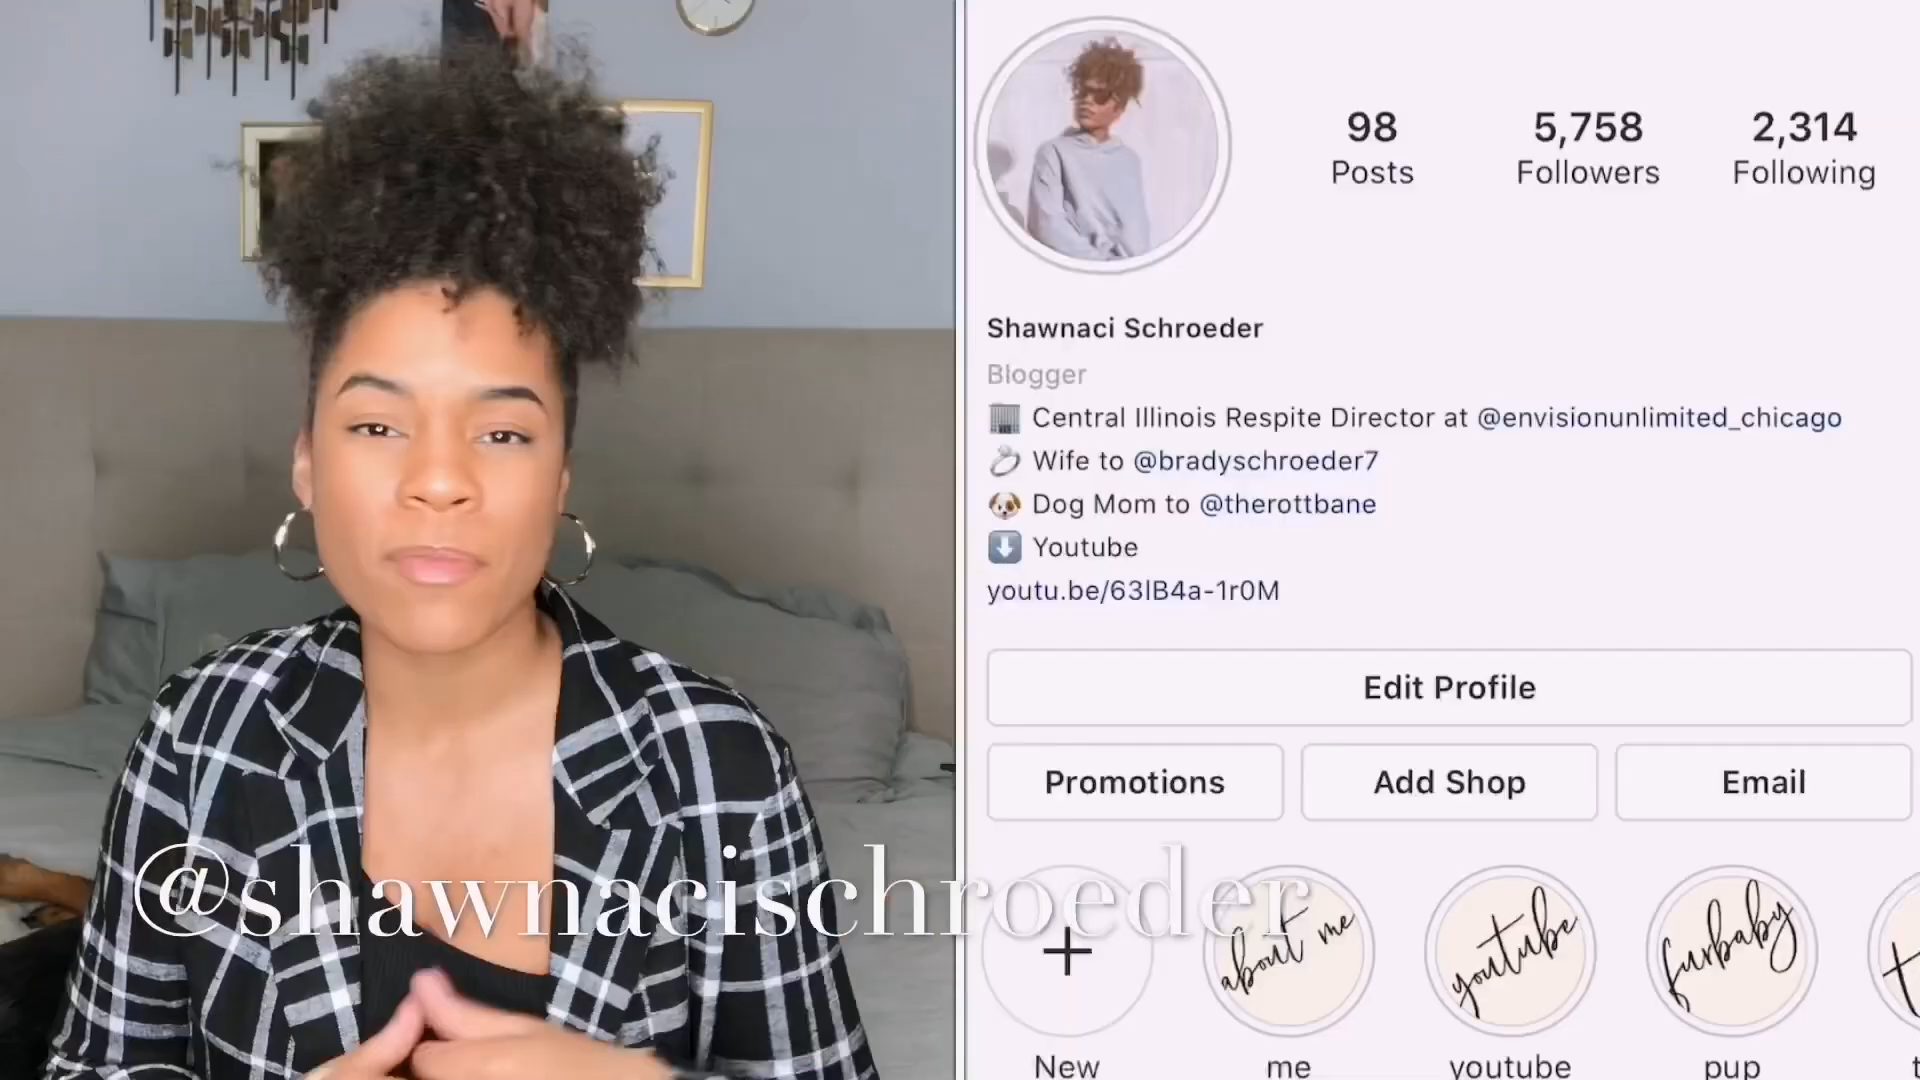 98
Posts
5,758
Followers
2,314
Following
Shawnaci Schroeder
Blogger
Central Illinois Respite Director at @envisionunlimited_chicago
Wife to @bradyschroeder7
Dog Mom to @therottbane
Youtube
youtu.be/63lB4a-1r0M
Edit Profile
Promotions
Add Shop
Email
@shawnacischroeder
about me
youtube
furbaby
New
me
youtube
pup